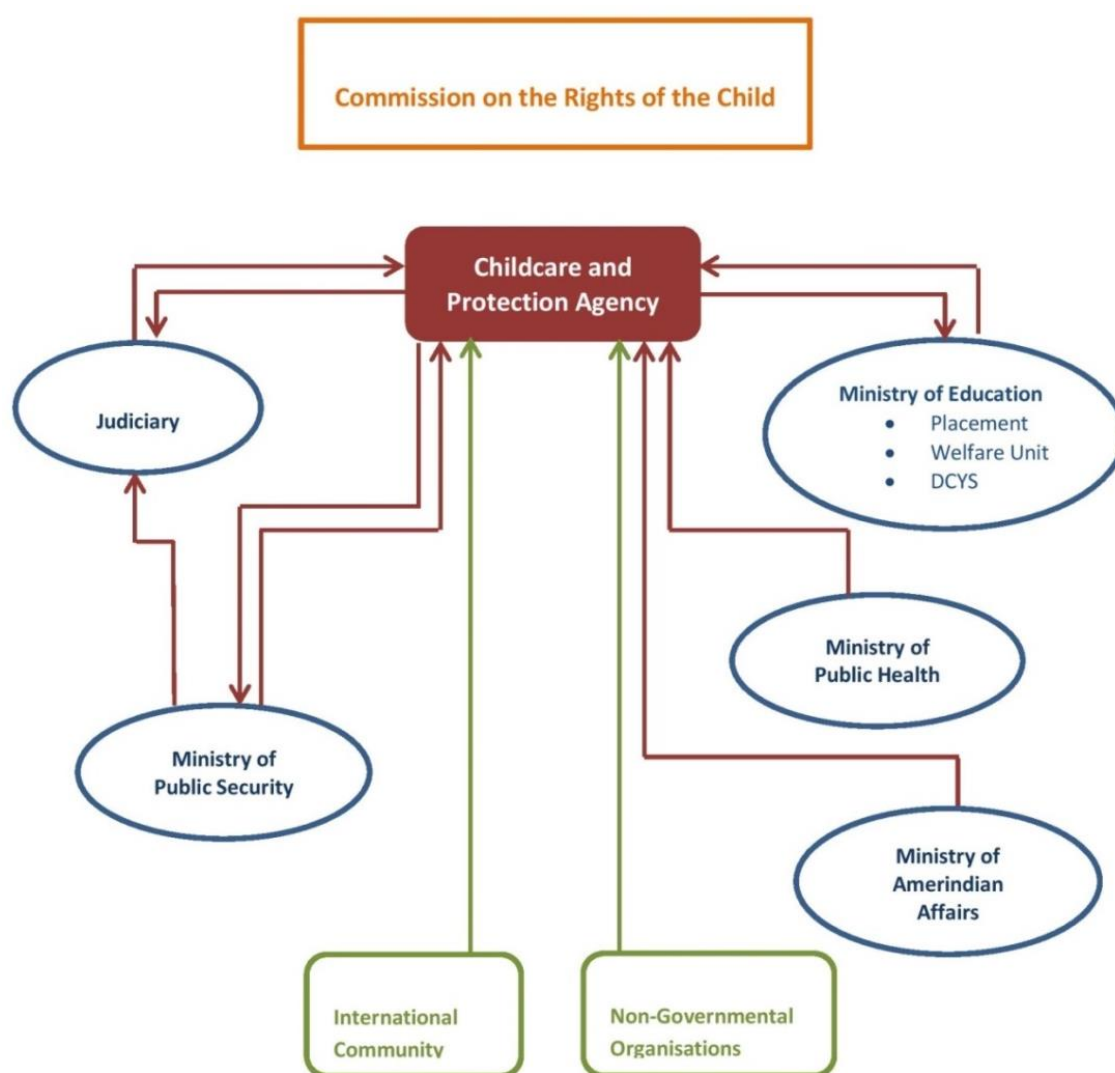 Commission on the Rights of the Child
Childcare and
Protection Agency
Judiciary
Ministry of Education
• Placement
• Welfare Unit
• DCYS
Ministry of
Public Health
Ministry of
Public Security
Ministry of
Amerindian
Affairs
International
Community
Non-Governmental
Organisations